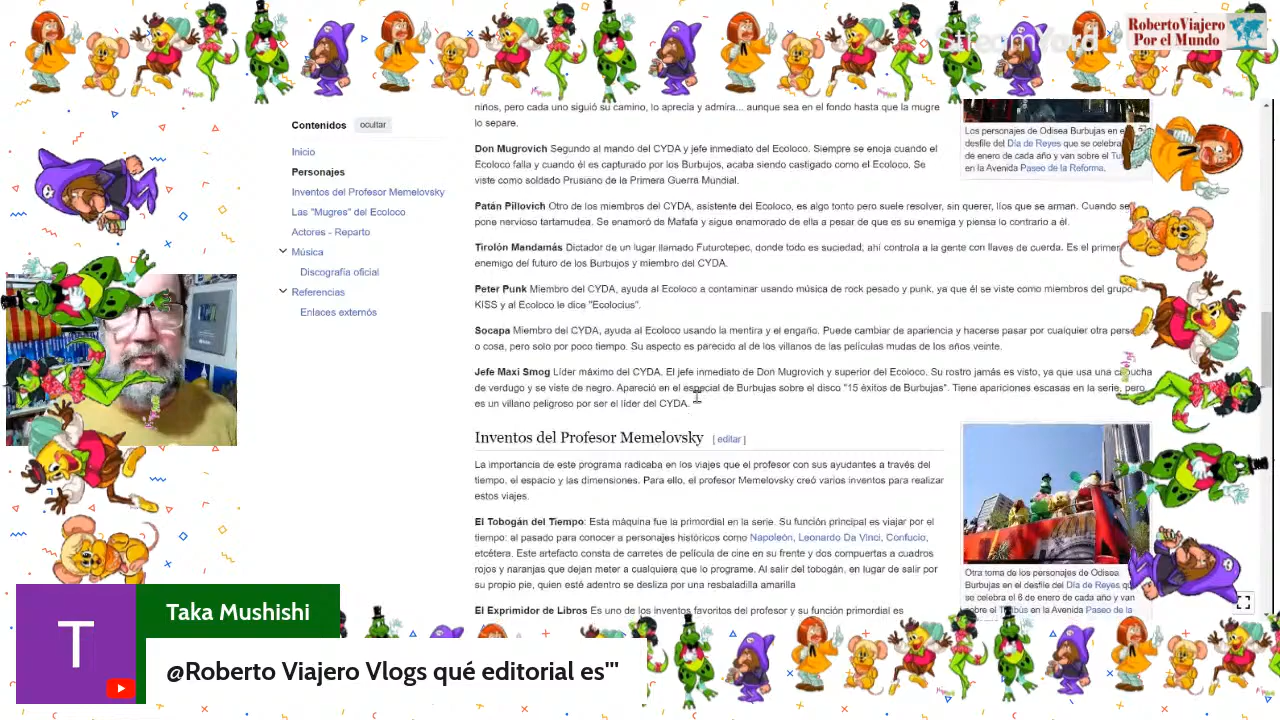 RobertoViajero
Por el Mundo
StreamYard
Contenidos ocultar
Inicio
Personajes
Inventos del Profesor Memelovsky
Las "Mugres" del Ecoloco
Actores - Reparto
Música
Discografía oficial
Referencias
Enlaces externós
niños, pero cada uno siguió su camino, lo aprecia y admira... aunque sea en el fondo hasta que la mugre
lo separe.
Don Mugrovich Segundo al mando del CYDA y jefe inmediato del Ecoloco. Siempre se enoja cuando el
Ecoloco falla y cuando él es capturado por los Burbujos, acaba siendo castigado como el Ecoloco. Se
viste como soldado Prusiano de la Primera Guerra Mundial.
Patán Pillovich Otro de los miembros del CYDA, asistente del Ecoloco, es algo tonto pero suele resolver, sin querer, líos que se arman. Cuando se
pone nervioso tartamudea. Se enamoró de Mafafa y sigue enamorado de ella a pesar de que es su enemiga y piensa lo contrario a él.
Tirolón Mandamás Dictador de un lugar llamado Futurotepec, donde todo es suciedad, ahí controla a la gente con llaves de cuerda. Es el primer
enemigo del futuro de los Burbujos y miembro del CYDA.
Peter Punk Miembro del CYDA, ayuda al Ecoloco a contaminar usando música de rock pesado y punk, ya que él se viste como miembros del grupo
KISS y al Ecoloco le dice "Ecolocius".
Socapa Miembro del CYDA, ayuda al Ecoloco usando la mentira y el engaño. Puede cambiar de apariencia y hacerse pasar por cualquier otra perso
o cosa, pero solo por poco tiempo. Su aspecto es parecido al de los villanos de las películas mudas de los años veinte.
Jefe Maxi Smog Líder máximo del CYDA. El jefe inmediato de Don Mugrovich y superior del Ecoloco. Su rostro jamás es visto, ya que usa una capucha
de verdugo y se viste de negro. Apareció en el especial de Burbujas sobre el disco "15 éxitos de Burbujas". Tiene apariciones escasas en la serie, pero
es un villano peligroso por ser el líder del CYDA.
Inventos del Profesor Memelovsky [ editar ]
La importancia de este programa radicaba en los viajes que el profesor con sus ayudantes a través del
tiempo, el espacio y las dimensiones. Para ello, el profesor Memelovsky creó varios inventos para realizar
estos viajes.
El Tobogán del Tiempo: Esta máquina fue la primordial en la serie. Su función principal es viajar por el
tiempo: al pasado para conocer a personajes históricos como Napoleón, Leonardo Da Vinci, Confucio,
etcétera. Este artefacto consta de carretes de película de cine en su frente y dos compuertas a cuadros
rojos y naranjas que dejan meter a cualquiera que lo programe. Al salir del tobogán, en lugar de salir por
su propio pie, quien esté adentro se desliza por una resbaladilla amarilla
El Exprimidor de Libros Es uno de los inventos favoritos del profesor y su función primordial es
Los personajes de Odisea Burbujas en el
desfile del Día de Reyes que se celebra
de enero de cada año y van sobre el Tu
en la Avenida Paseo de la Reforma.
Otra toma de los personajes de Odisea
Burbujas en el desfile del Día de Reyes qu
se celebra el 6 de enero de cada año y van
sobre el Turibús en la Avenida Paseo de la
T
Taka Mushishi
@Roberto Viajero Vlogs qué editorial es"'